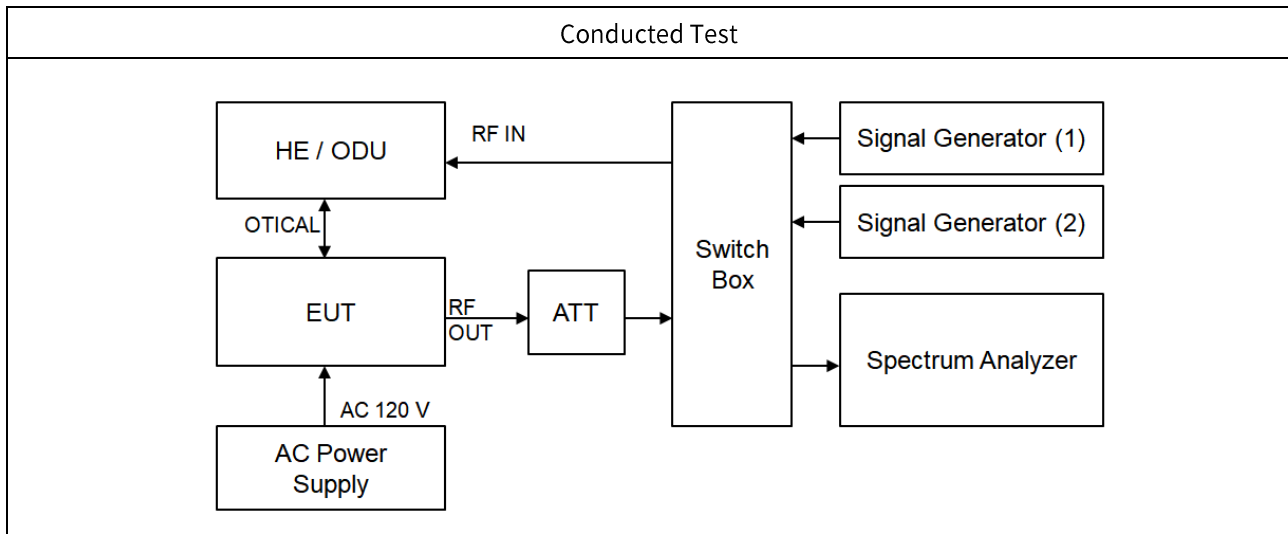 Conducted Test
HE / ODU
RF IN
Signal Generator (1)
OTICAL
Signal Generator (2)
Switch
Box
EUT
RF
OUT
ATT
Spectrum Analyzer
AC 120 V
AC Power
Supply